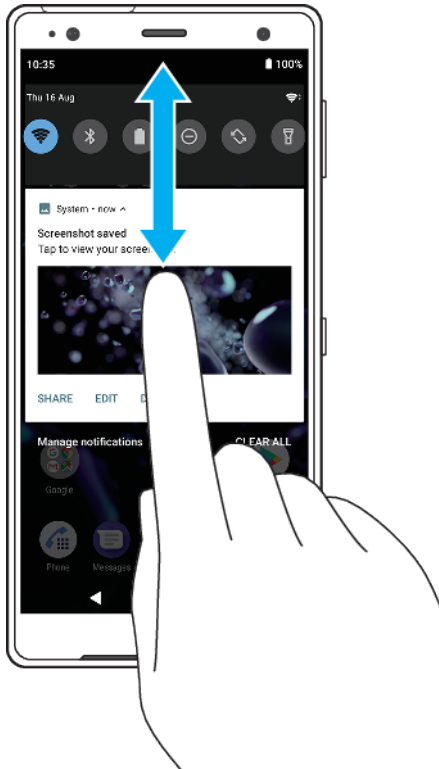 10:35 100%
Thu 16 Aug
System • now ^
Screenshot saved
Tap to view your
SHARE EDIT
Manage notifications CLEAR ALL
Google
Phone Messages